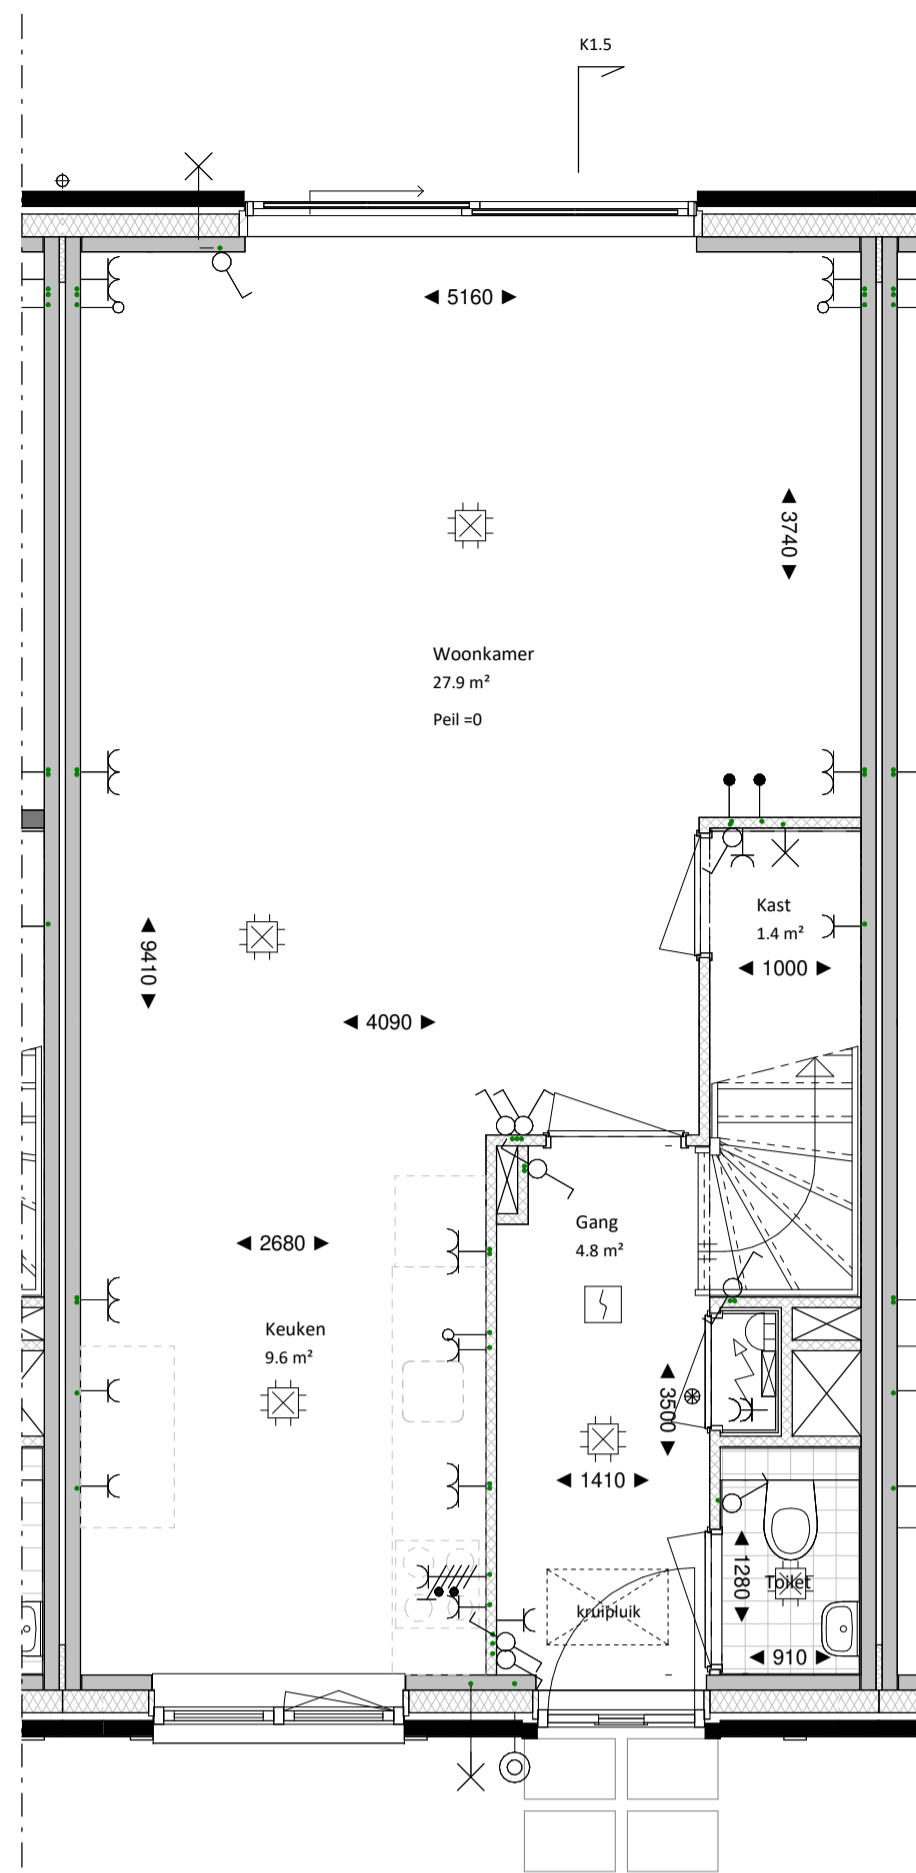 K1.5
◄ 5160 ►
◄ 3740 ►
Woonkamer
27.9 m²
Peil =0
Kast
1.4 m²
◄ 1000 ►
◄ 9410 ►
◄ 4090 ►
Gang
4.8 m²
◄ 2680 ►
Keuken
9.6 m²
◄ 3500 ►
◄ 1410 ►
◄ 1280 ►
Toilet
kruipluik
◄ 910 ►